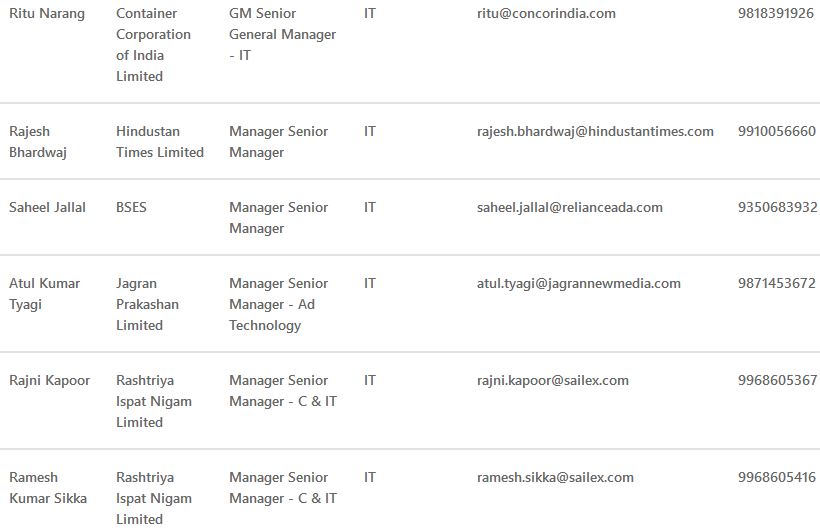 Ritu Narang Container GM Senior IT ritu@concorindia.com 9818391926
Corporation General Manager
of India - IT
Limited
Rajesh Hindustan Manager Senior IT rajesh.bhardwaj@hindustantimes.com 9910056660
Bhardwaj Times Limited Manager
Saheel Jallal BSES Manager Senior IT saheel.jallal@relianceada.com 9350683932
Manager
Atul Kumar Jagran Manager Senior IT atul.tyagi@jagrannewmedia.com 9871453672
Tyagi Prakashan Manager - Ad
Limited Technology
Rajni Kapoor Rashtriya Manager Senior IT rajni.kapoor@sailex.com 9968605367
Ispat Nigam Manager - C & IT
Limited
Ramesh Rashtriya Manager Senior IT ramesh.sikka@sailex.com 9968605416
Kumar Sikka Ispat Nigam Manager - C & IT
Limited